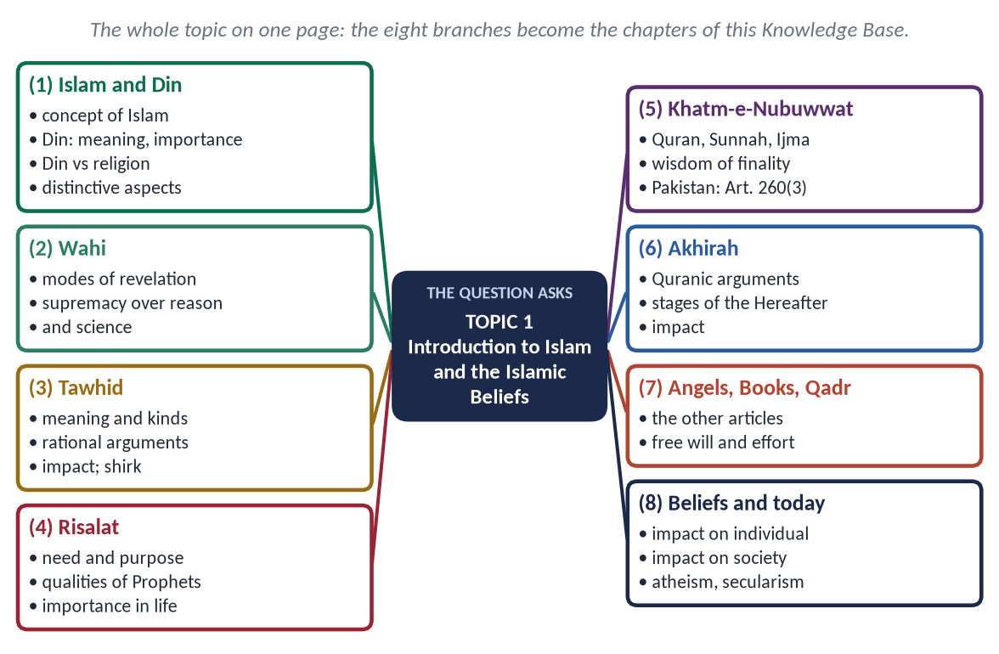 The whole topic on one page: the eight branches become the chapters of this Knowledge Base.
(1) Islam and Din
• concept of Islam
• Din: meaning, importance
• Din vs religion
• distinctive aspects
(2) Wahi
• modes of revelation
• supremacy over reason
• and science
(3) Tawhid
• meaning and kinds
• rational arguments
• impact; shirk
(4) Risalat
• need and purpose
• qualities of Prophets
• importance in life
THE QUESTION ASKS
TOPIC 1
Introduction to Islam
and the Islamic
Beliefs
(5) Khatm-e-Nubuwwat
• Quran, Sunnah, Ijma
• wisdom of finality
• Pakistan: Art. 260(3)
(6) Akhirah
• Quranic arguments
• stages of the Hereafter
• impact
(7) Angels, Books, Qadr
• the other articles
• free will and effort
(8) Beliefs and today
• impact on individual
• impact on society
• atheism, secularism